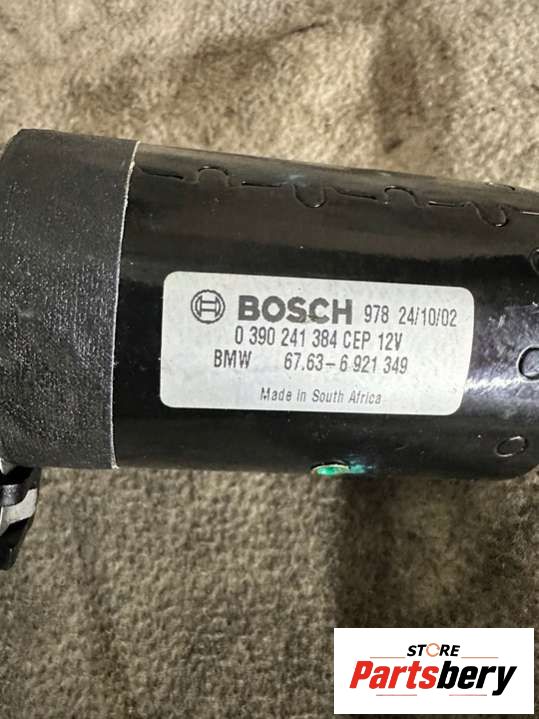 BOSCH 978 24/10/02
0 390 241 384 CEP 12V
BMW 67.63-6 921 349
Made in South Africa
STORE
Partsbery